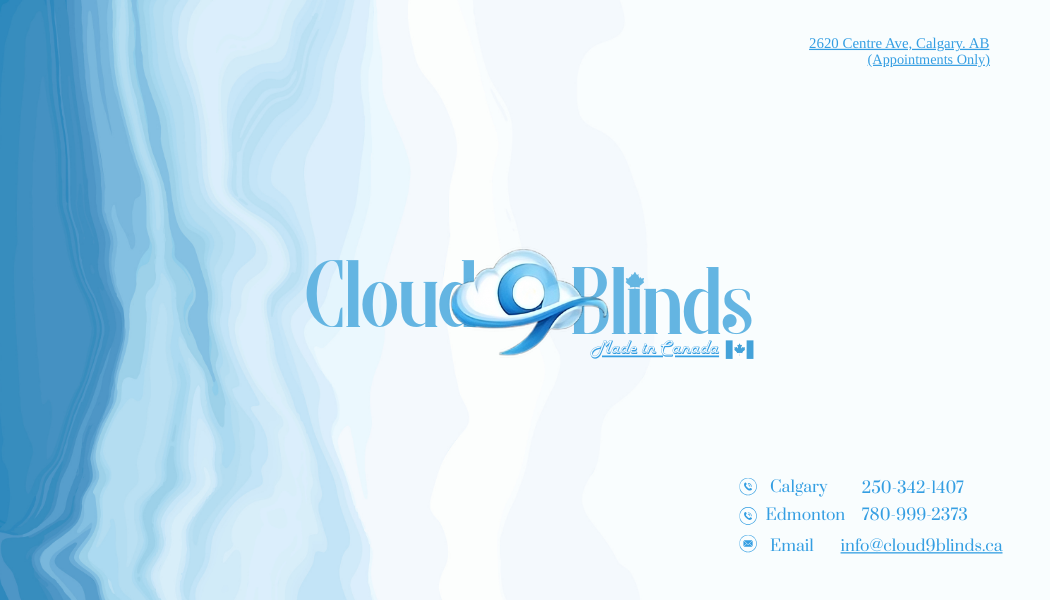 2620 Centre Ave, Calgary. AB
(Appointments Only)
Cloud 9 Blinds
Made in Canada
Calgary 250-342-1407
Edmonton 780-999-2373
Email info@cloud9blinds.ca